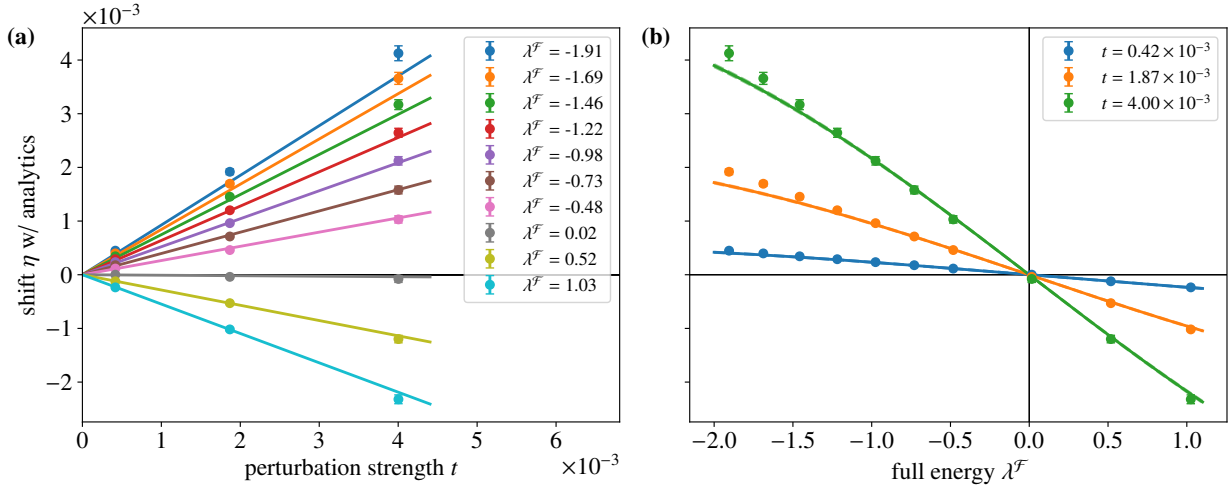 (a)
×10⁻³
shift η w/ analytics
4
3
2
1
0
−1
−2
0
1
2
3
4
5
6
×10⁻³
perturbation strength t
λ^ℱ = -1.91
λ^ℱ = -1.69
λ^ℱ = -1.46
λ^ℱ = -1.22
λ^ℱ = -0.98
λ^ℱ = -0.73
λ^ℱ = -0.48
λ^ℱ = 0.02
λ^ℱ = 0.52
λ^ℱ = 1.03
(b)
t = 0.42 × 10⁻³
t = 1.87 × 10⁻³
t = 4.00 × 10⁻³
−2.0
−1.5
−1.0
−0.5
0.0
0.5
1.0
full energy λ^ℱ